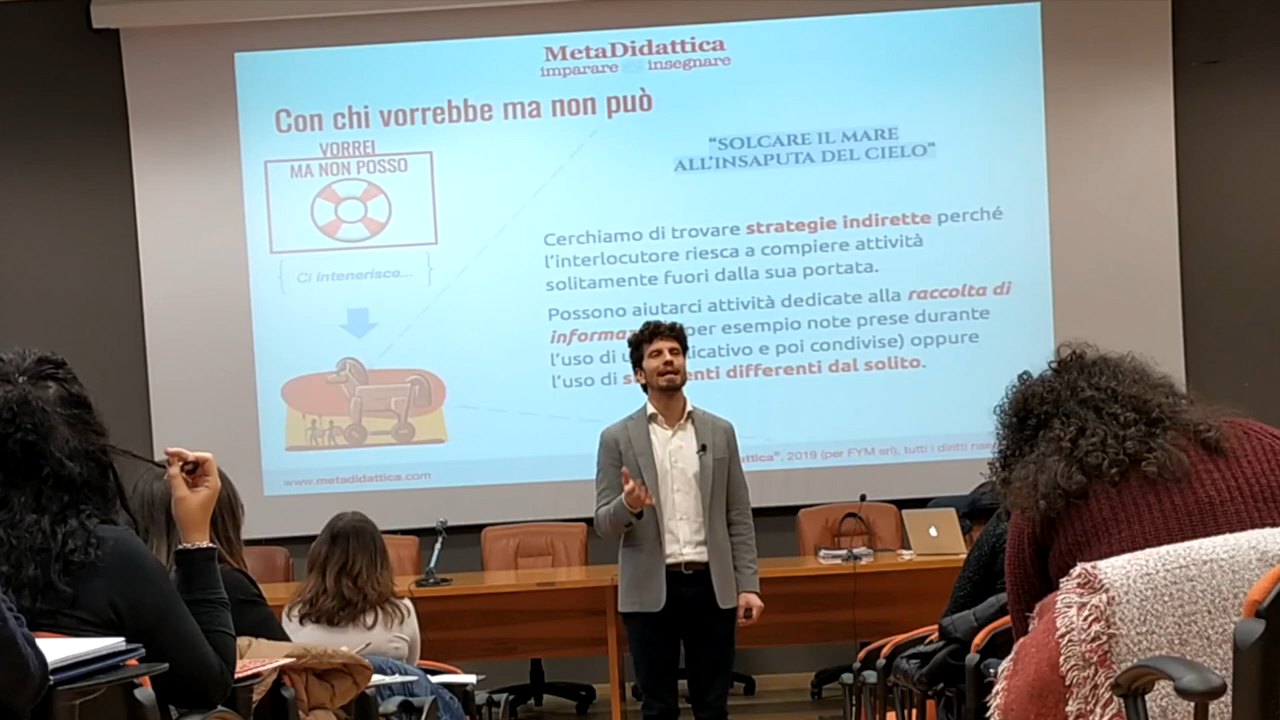 MetaDidattica
imparare insegnare
Con chi vorrebbe ma non può
VORREI
MA NON POSSO
Ci intenerisce...
"SOLCARE IL MARE
ALL'INSAPUTA DEL CIELO"
Cerchiamo di trovare strategie indirette perché
l'interlocutore riesca a compiere attività
solitamente fuori dalla sua portata.
Possono aiutarci attività dedicate alla raccolta di
per esempio note prese durante
l'uso di e poi condivise) oppure
l'uso di differenti dal solito.
www.metadidattica.com
2019 (per FYM srl), tutti i diritti